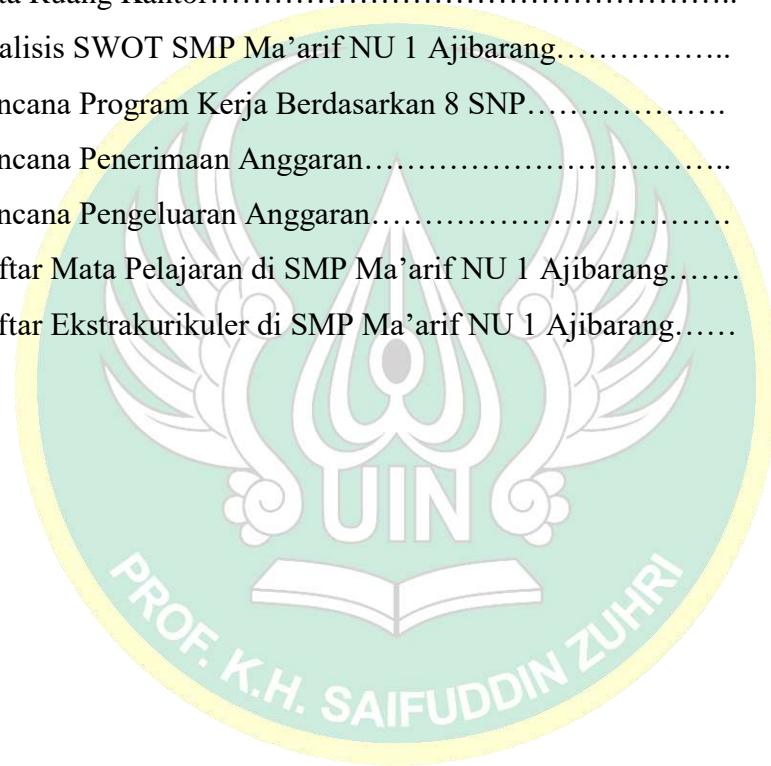 ta Ruang Kantor……………………………………………..
alisis SWOT SMP Ma’arif NU 1 Ajibarang……………..
ncana Program Kerja Berdasarkan 8 SNP……………….
ncana Penerimaan Anggaran……………………………..
ncana Pengeluaran Anggaran…………………………….
ftar Mata Pelajaran di SMP Ma’arif NU 1 Ajibarang…….
ftar Ekstrakurikuler di SMP Ma’arif NU 1 Ajibarang……
UIN
PROF. K.H. SAIFUDDIN ZUHRI